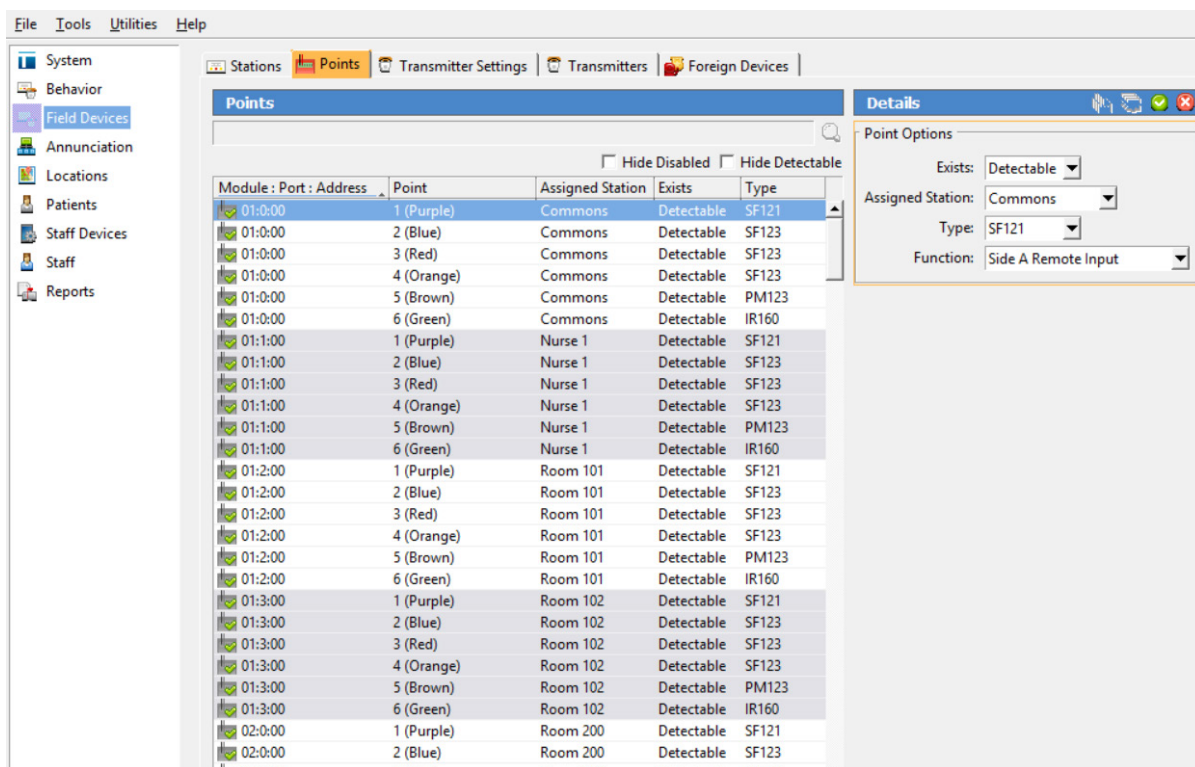 File Tools Utilities Help
System
Behavior
Field Devices
Annunciation
Locations
Patients
Staff Devices
Staff
Reports
Stations Points Transmitter Settings Transmitters Foreign Devices
Points
Hide Disabled Hide Detectable
Module : Port : Address Point Assigned Station Exists Type
01:0:00 1 (Purple) Commons Detectable SF121
01:0:00 2 (Blue) Commons Detectable SF123
01:0:00 3 (Red) Commons Detectable SF123
01:0:00 4 (Orange) Commons Detectable SF123
01:0:00 5 (Brown) Commons Detectable PM123
01:0:00 6 (Green) Commons Detectable IR160
01:1:00 1 (Purple) Nurse 1 Detectable SF121
01:1:00 2 (Blue) Nurse 1 Detectable SF123
01:1:00 3 (Red) Nurse 1 Detectable SF123
01:1:00 4 (Orange) Nurse 1 Detectable SF123
01:1:00 5 (Brown) Nurse 1 Detectable PM123
01:1:00 6 (Green) Nurse 1 Detectable IR160
01:2:00 1 (Purple) Room 101 Detectable SF121
01:2:00 2 (Blue) Room 101 Detectable SF123
01:2:00 3 (Red) Room 101 Detectable SF123
01:2:00 4 (Orange) Room 101 Detectable SF123
01:2:00 5 (Brown) Room 101 Detectable PM123
01:2:00 6 (Green) Room 101 Detectable IR160
01:3:00 1 (Purple) Room 102 Detectable SF121
01:3:00 2 (Blue) Room 102 Detectable SF123
01:3:00 3 (Red) Room 102 Detectable SF123
01:3:00 4 (Orange) Room 102 Detectable SF123
01:3:00 5 (Brown) Room 102 Detectable PM123
01:3:00 6 (Green) Room 102 Detectable IR160
02:0:00 1 (Purple) Room 200 Detectable SF121
02:0:00 2 (Blue) Room 200 Detectable SF123
Details
Point Options
Exists: Detectable
Assigned Station: Commons
Type: SF121
Function: Side A Remote Input